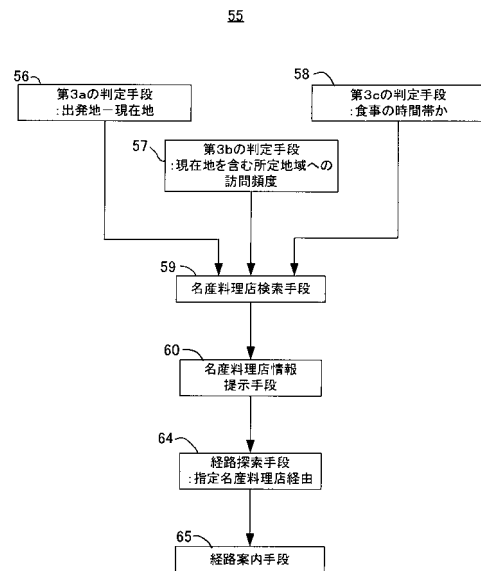 55
56
第3aの判定手段
:出発地－現在地
58
第3cの判定手段
:食事の時間帯か
57
第3bの判定手段
:現在地を含む所定地域への
訪問頻度
59
名産料理店検索手段
60
名産料理店情報
提示手段
64
経路探索手段
:指定名産料理店経由
65
経路案内手段